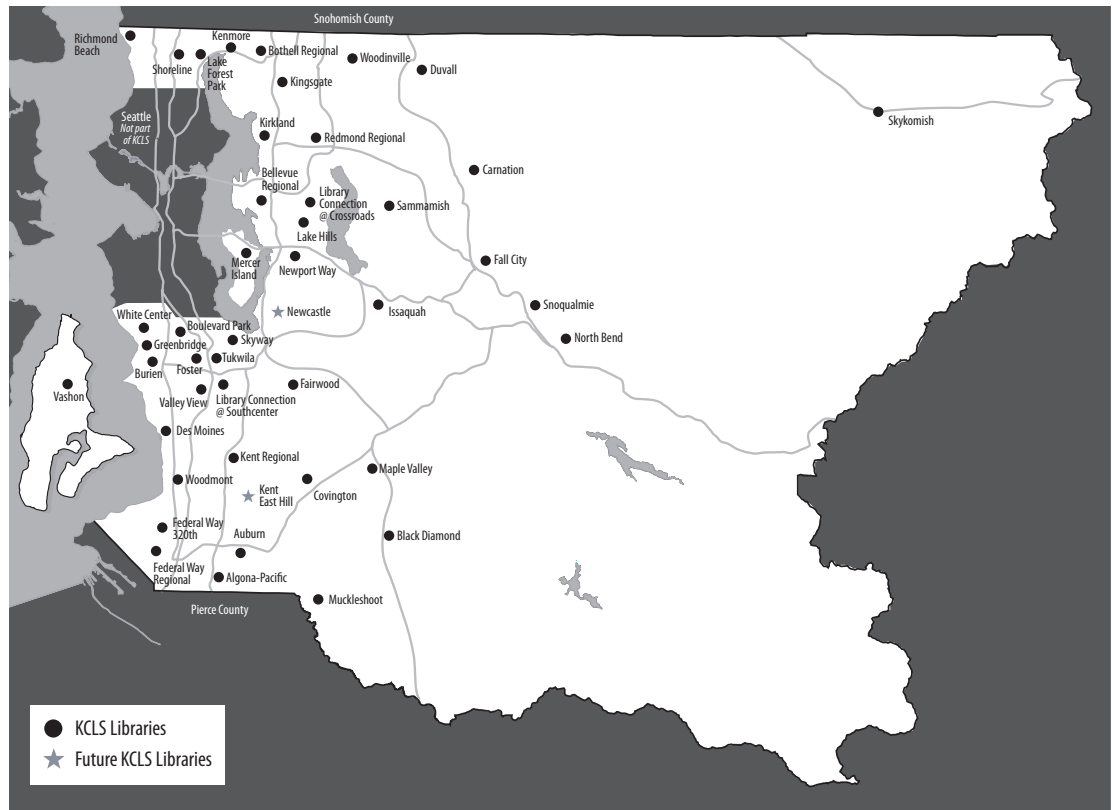 Snohomish County
Richmond
Beach
Shoreline
Lake
Forest
Park
Kenmore
Bothell Regional
Woodinville
Duvall
Kingsgate
Skykomish
Seattle
Not part
of KCLS
Kirkland
Redmond Regional
Carnation
Bellevue
Regional
Library
Connection
@ Crossroads
Sammamish
Lake Hills
Mercer
Island
Newport Way
Fall City
Newcastle
Issaquah
Snoqualmie
North Bend
White Center
Boulevard Park
Greenbridge
Skyway
Burien
Foster
Tukwila
Vashon
Valley View
Library Connection
@ Southcenter
Fairwood
Des Moines
Kent Regional
Maple Valley
Woodmont
Kent
East Hill
Covington
Federal Way
320th
Auburn
Black Diamond
Federal Way
Regional
Algona-Pacific
Muckleshoot
Pierce County
KCLS Libraries
Future KCLS Libraries